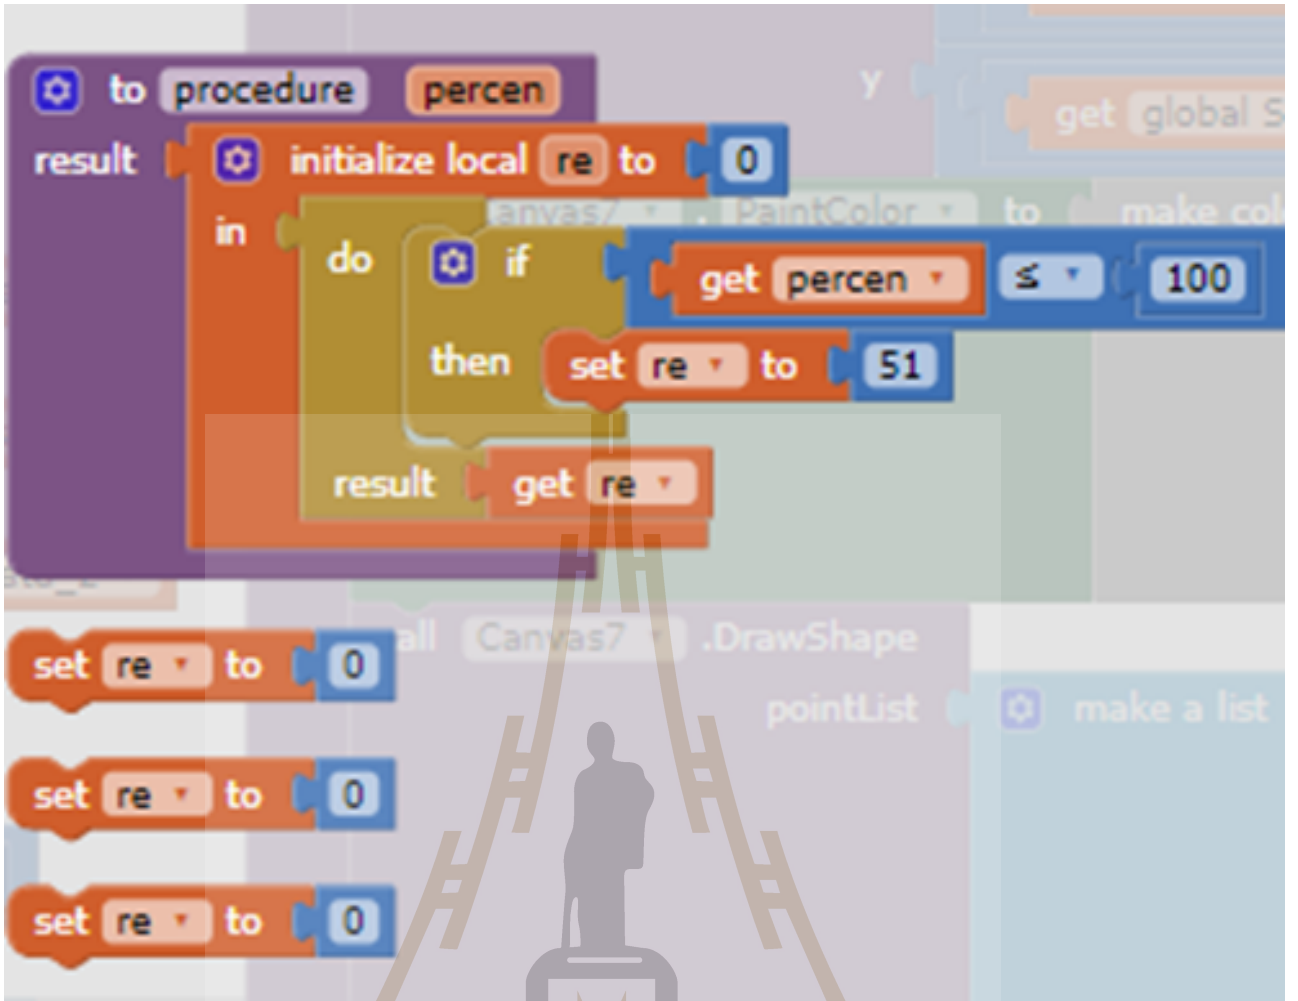 to procedure percen
y
get global S
result initialize local re to 0
in
anvas7 . PaintColor to make col
do if get percen ≤ 100
then set re to 51
result get re
set re to 0
all Canvas7 .DrawShape
pointList make a list
set re to 0
set re to 0